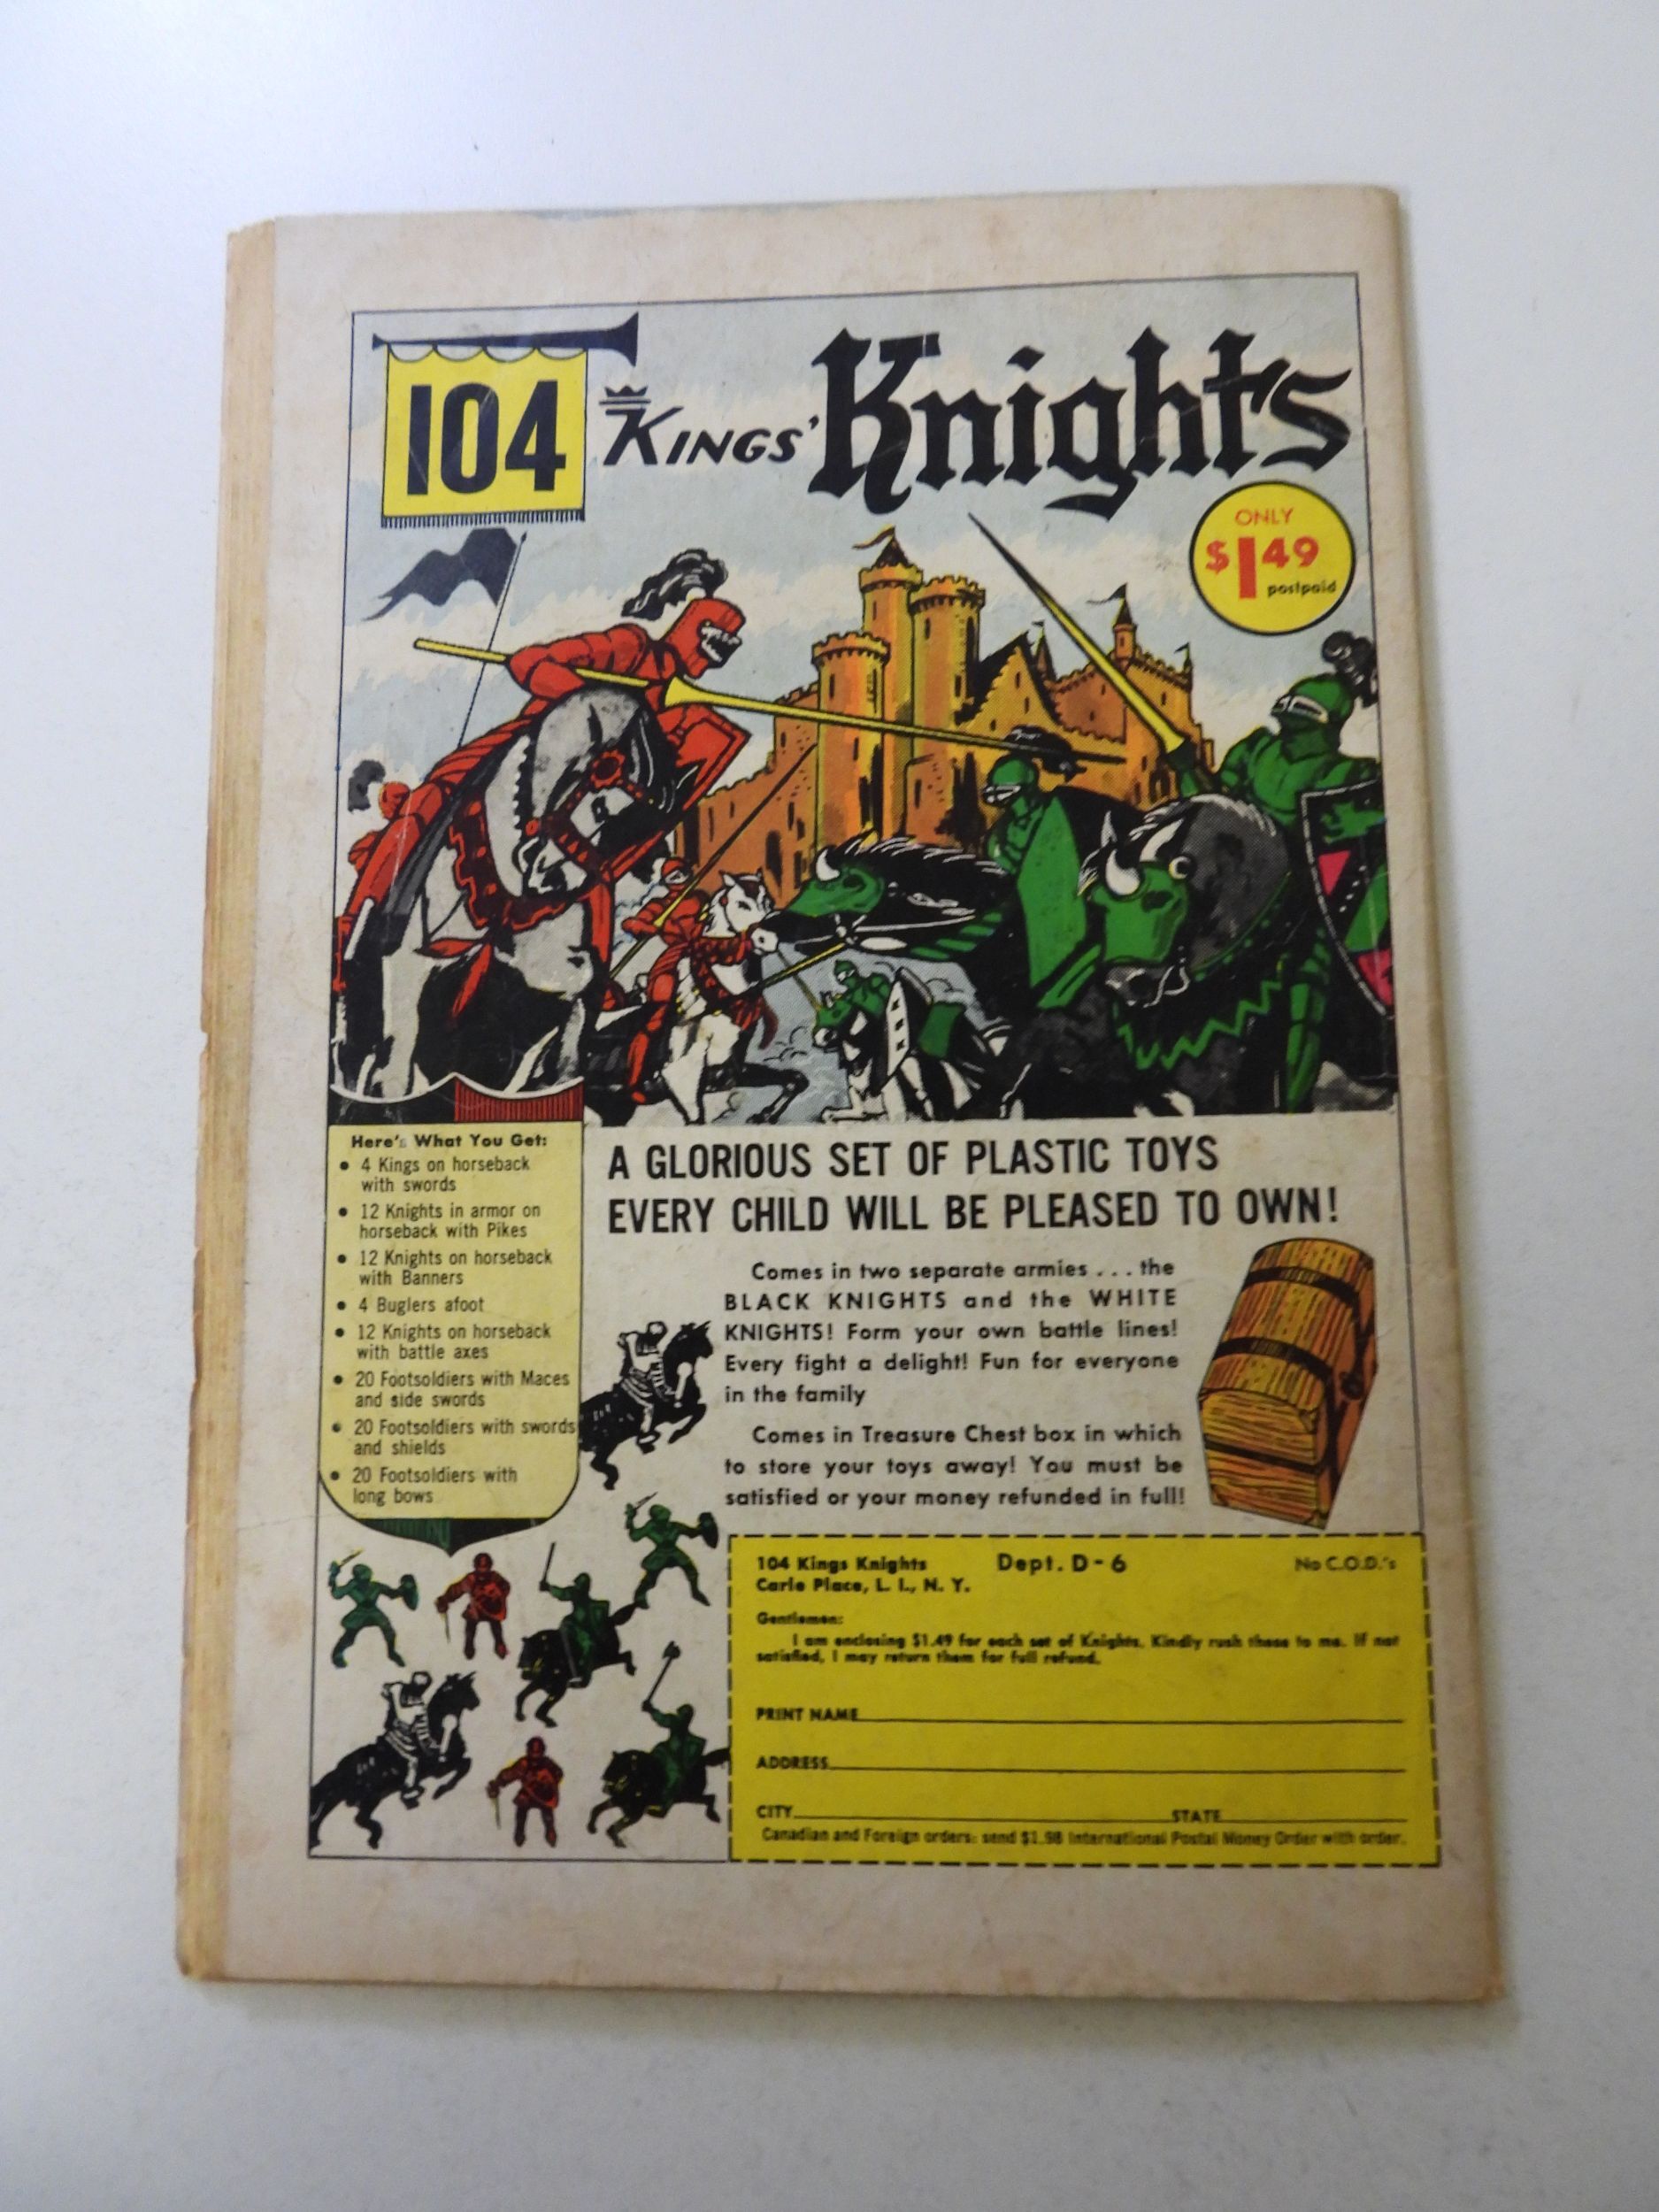 104
KINGS' Knights
ONLY
$1.49
postpaid
Here's What You Get:
• 4 Kings on horseback
with swords
• 12 Knights in armor on
horseback with Pikes
• 12 Knights on horseback
with Banners
• 4 Buglers afoot
• 12 Knights on horseback
with battle axes
• 20 Footsoldiers with Maces
and side swords
• 20 Footsoldiers with swords
and shields
• 20 Footsoldiers with
long bows
A GLORIOUS SET OF PLASTIC TOYS
EVERY CHILD WILL BE PLEASED TO OWN!
Comes in two separate armies . . . the
BLACK KNIGHTS and the WHITE
KNIGHTS! Form your own battle lines!
Every fight a delight! Fun for everyone
in the family
Comes in Treasure Chest box in which
to store your toys away! You must be
satisfied or your money refunded in full!
104 Kings Knights Dept. D-6 No C.O.D.'s
Carle Place, L. I., N. Y.
Gentlemen:
I am enclosing $1.49 for each set of Knights. Kindly rush these to me. If not
satisfied, I may return them for full refund.
PRINT NAME
ADDRESS
CITY STATE
Canadian and Foreign orders: send $1.98 International Postal Money Order with order.